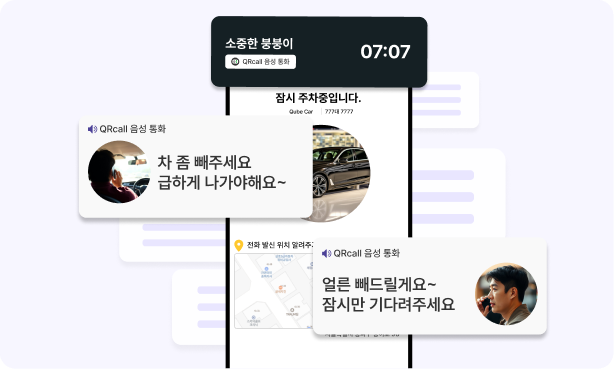 소중한 붕붕이
QRcall 음성 통화
07:07
잠시 주차중입니다.
Qube Car
777대 7777
QRcall 음성 통화
차 좀 빼주세요
급하게 나가야해요~
전화 발신 위치 알려주
QRcall 음성 통화
얼른 빼드릴게요~
잠시만 기다려주세요